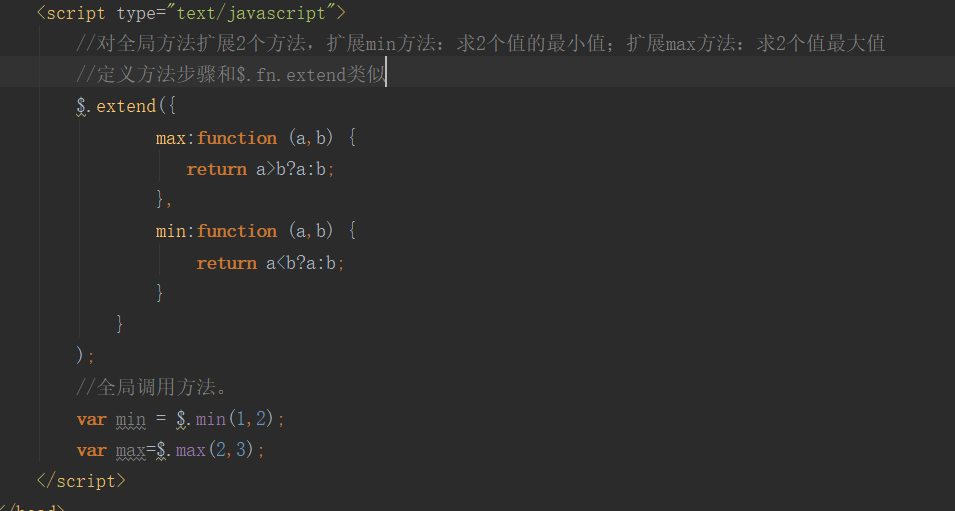 <script type="text/javascript">
//对全局方法扩展2个方法，扩展min方法：求2个值的最小值；扩展max方法：求2个值最大值
//定义方法步骤和$.fn.extend类似
$.extend({
max:function (a,b) {
return a>b?a:b;
},
min:function (a,b) {
return a<b?a:b;
}
}
);
//全局调用方法。
var min = $.min(1,2);
var max=$.max(2,3);
</script>
</head>